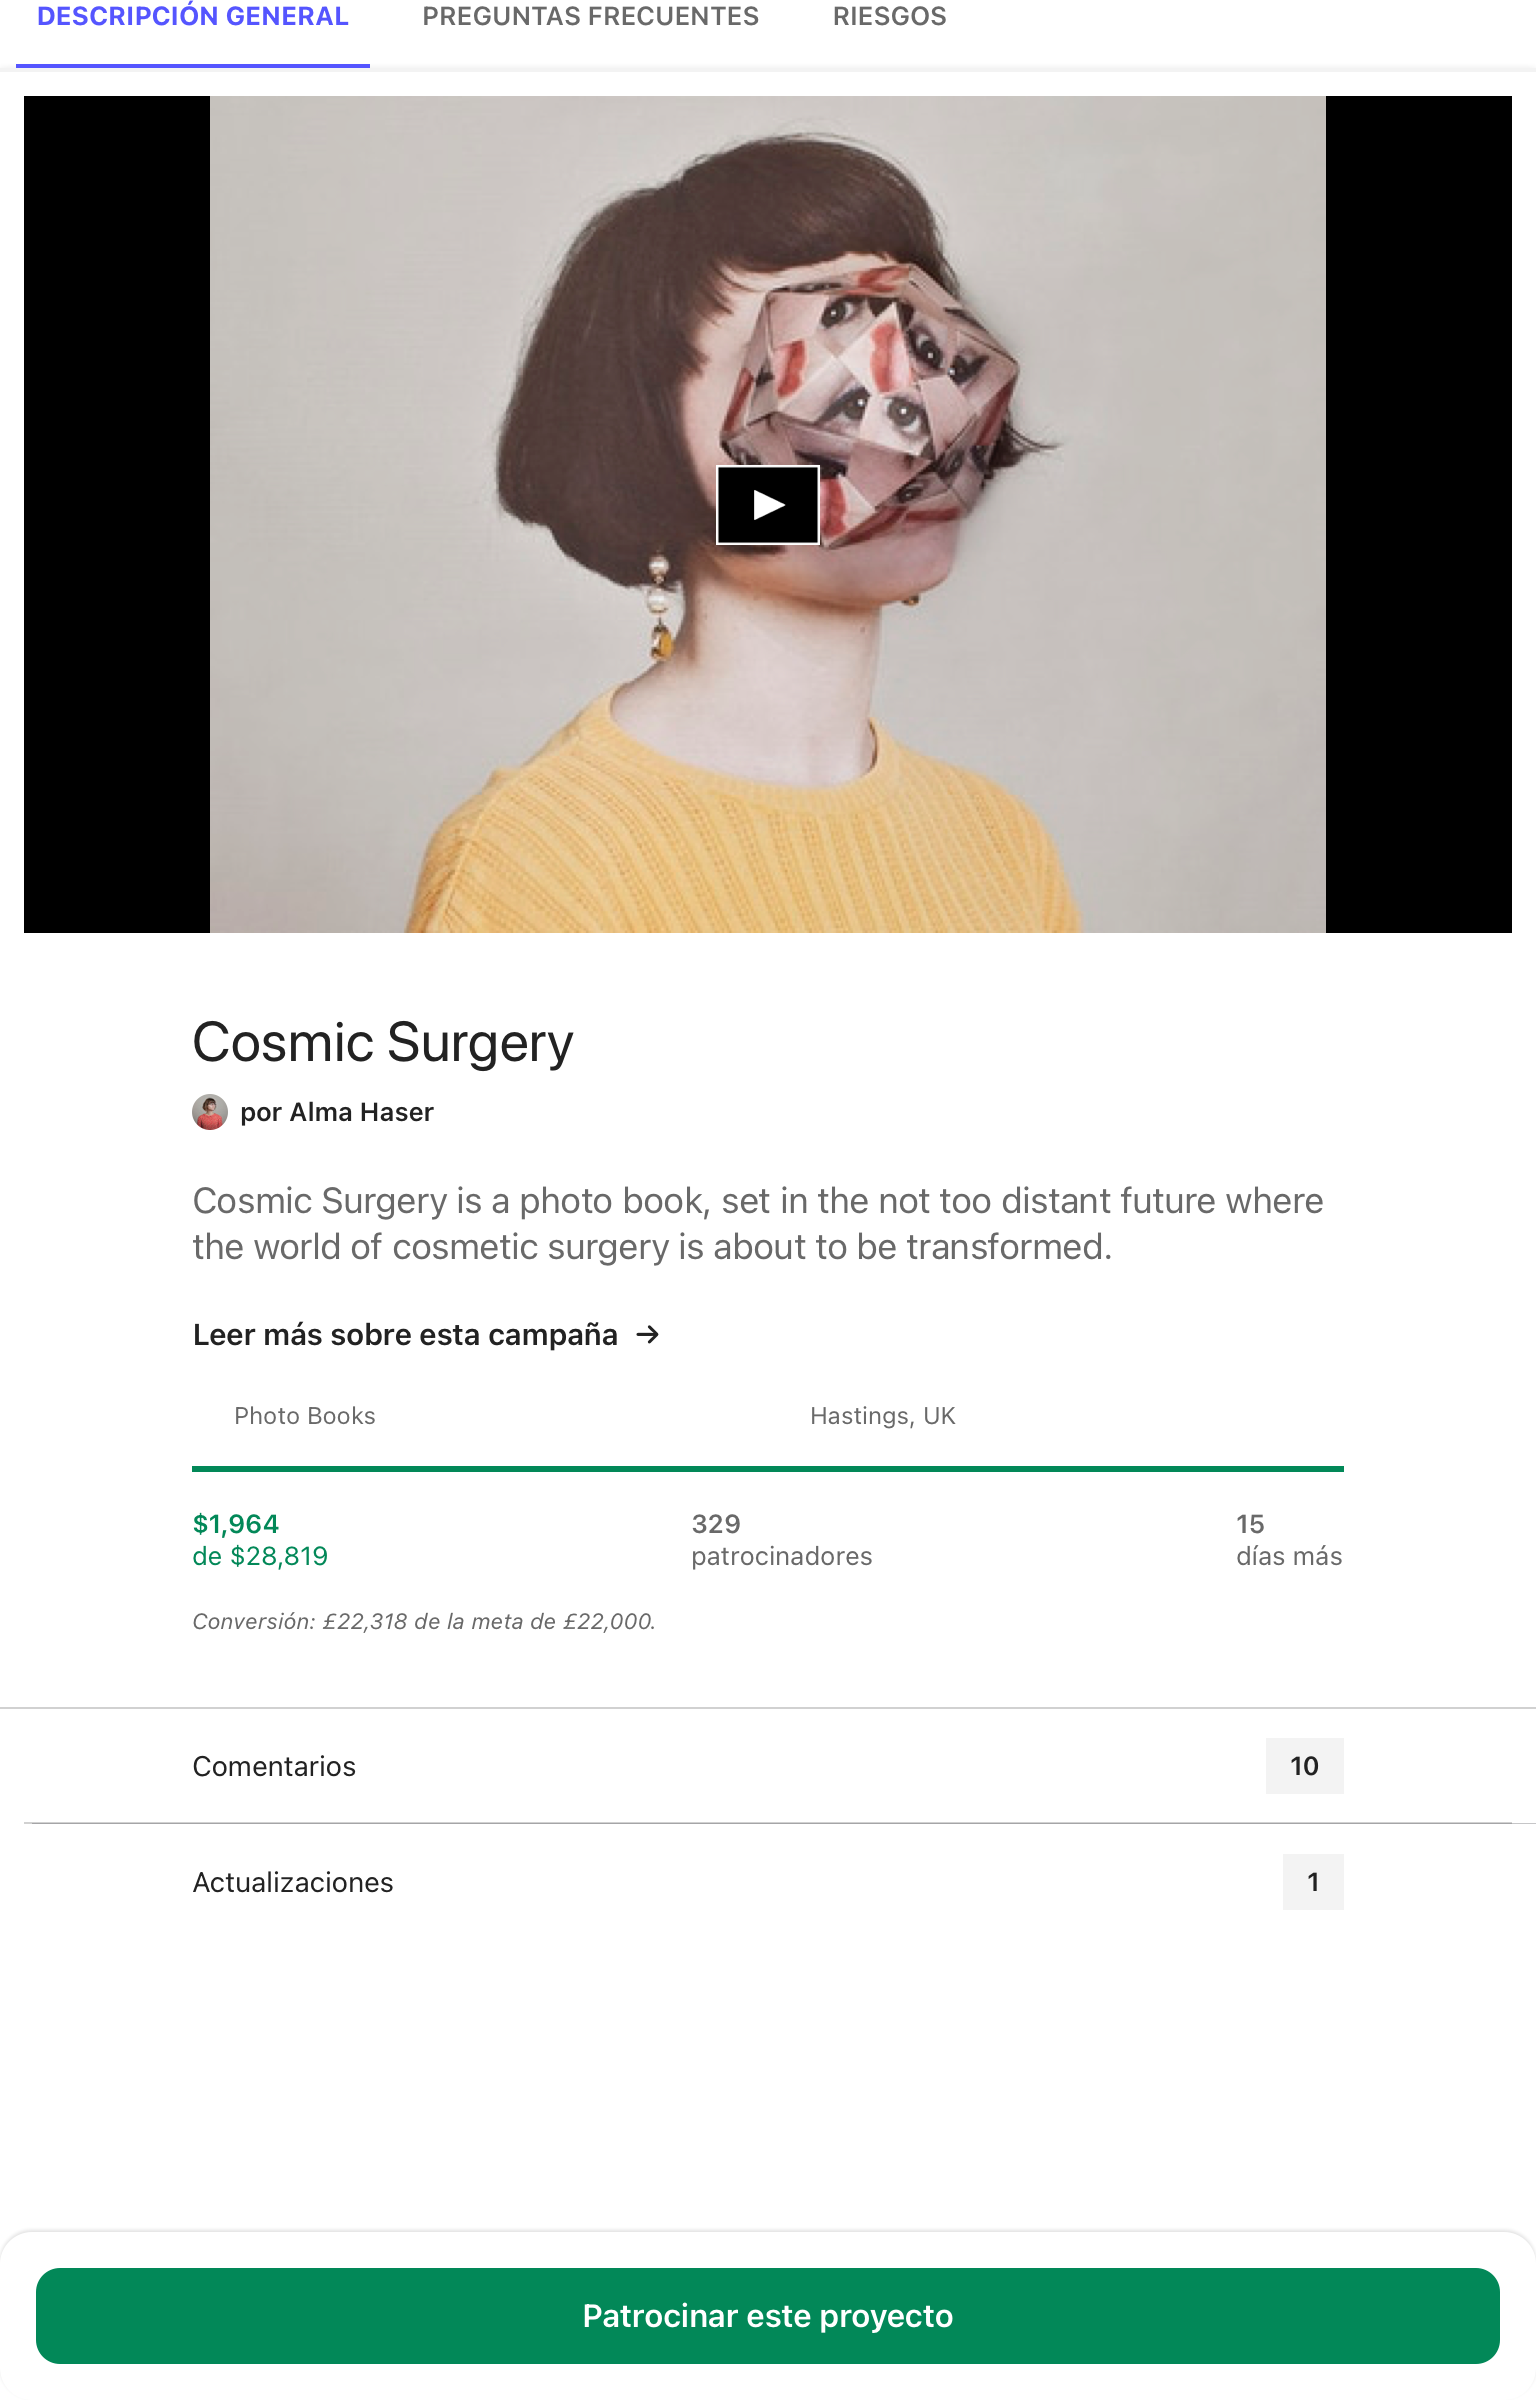 DESCRIPCIÓN GENERAL
PREGUNTAS FRECUENTES
RIESGOS
Cosmic Surgery
por Alma Haser
Cosmic Surgery is a photo book, set in the not too distant future where
the world of cosmetic surgery is about to be transformed.
Leer más sobre esta campaña →
Photo Books
Hastings, UK
$1,964
de $28,819
329
patrocinadores
15
días más
Conversión: £22,318 de la meta de £22,000.
Comentarios
10
Actualizaciones
1
Patrocinar este proyecto